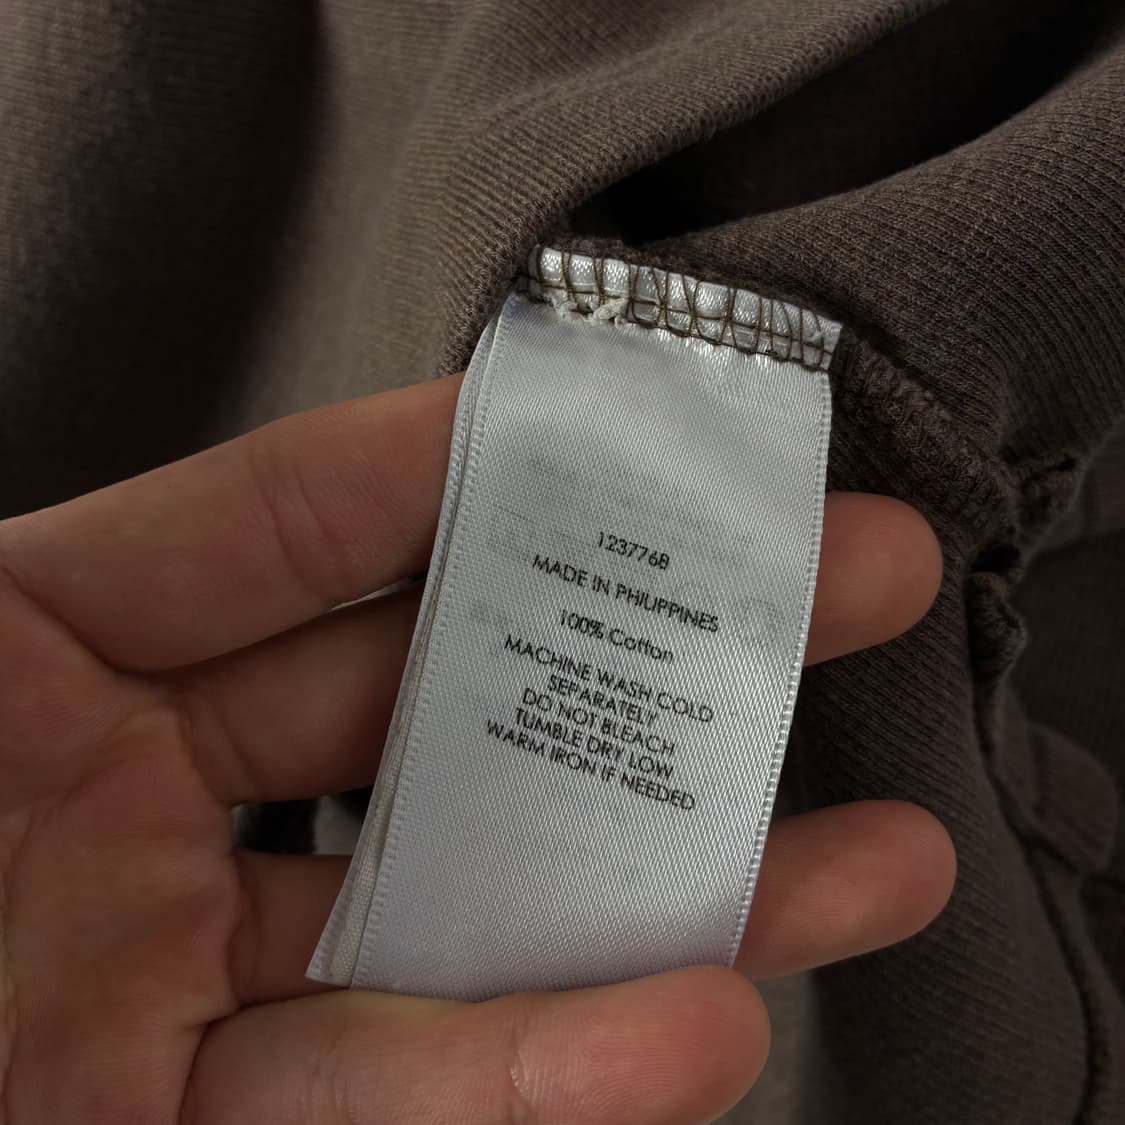 1237768
MADE IN PHILIPPINES
100% Cotton
MACHINE WASH COLD
SEPARATELY
DO NOT BLEACH
TUMBLE DRY LOW
WARM IRON IF NEEDED